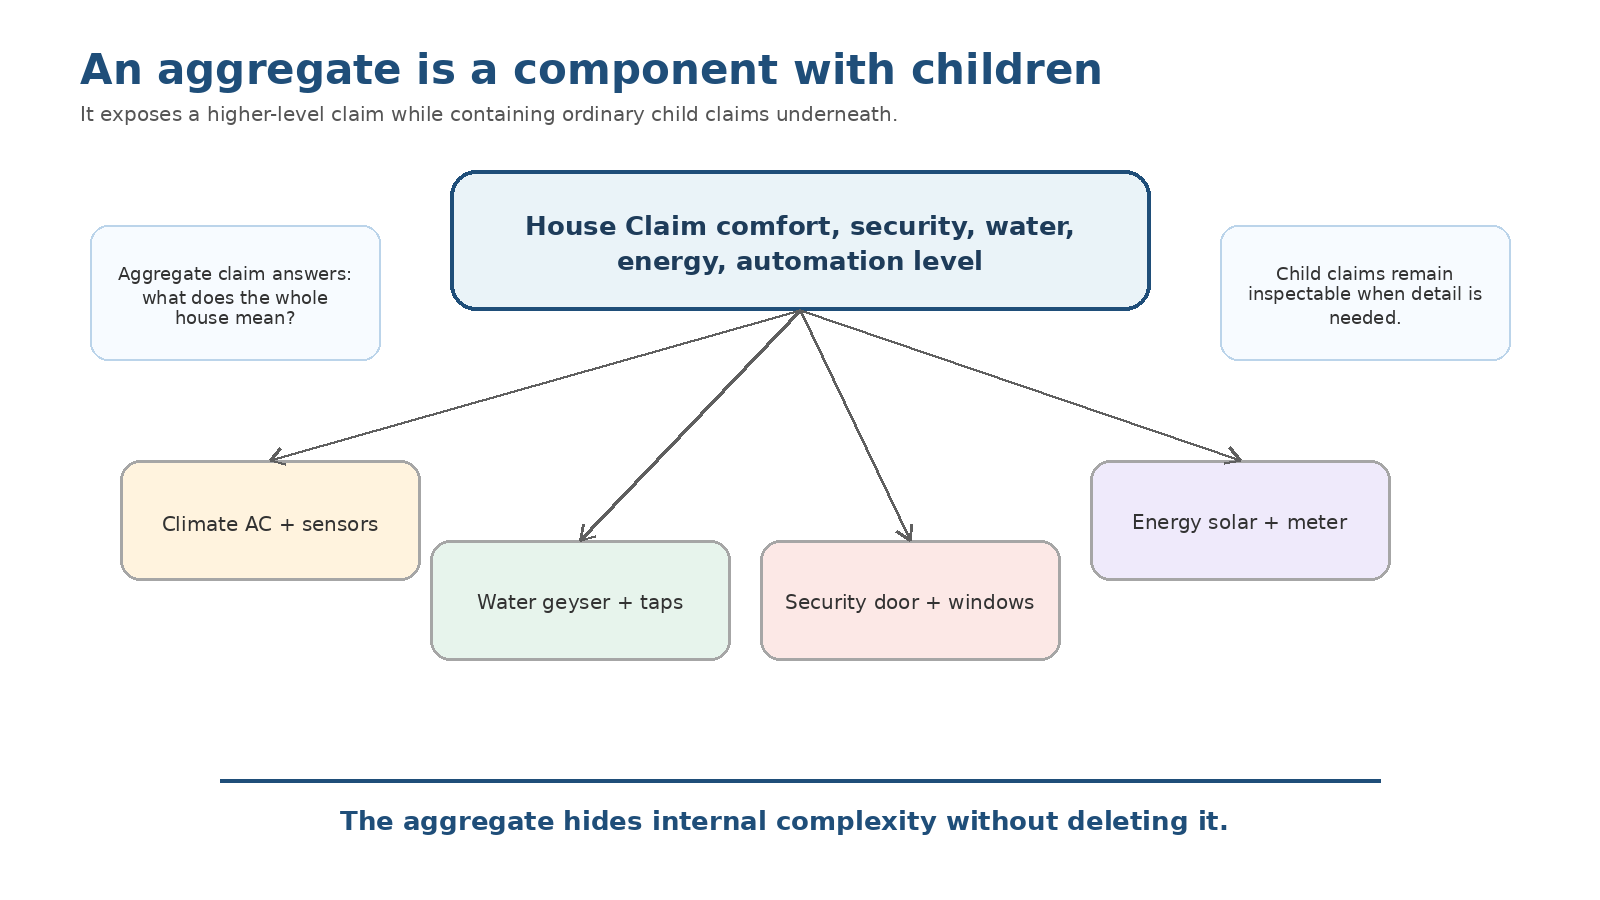 An aggregate is a component with children
It exposes a higher-level claim while containing ordinary child claims underneath.
House Claim comfort, security, water,
energy, automation level
Aggregate claim answers:
what does the whole
house mean?
Child claims remain
inspectable when detail is
needed.
Climate AC + sensors
Water geyser + taps
Security door + windows
Energy solar + meter
The aggregate hides internal complexity without deleting it.